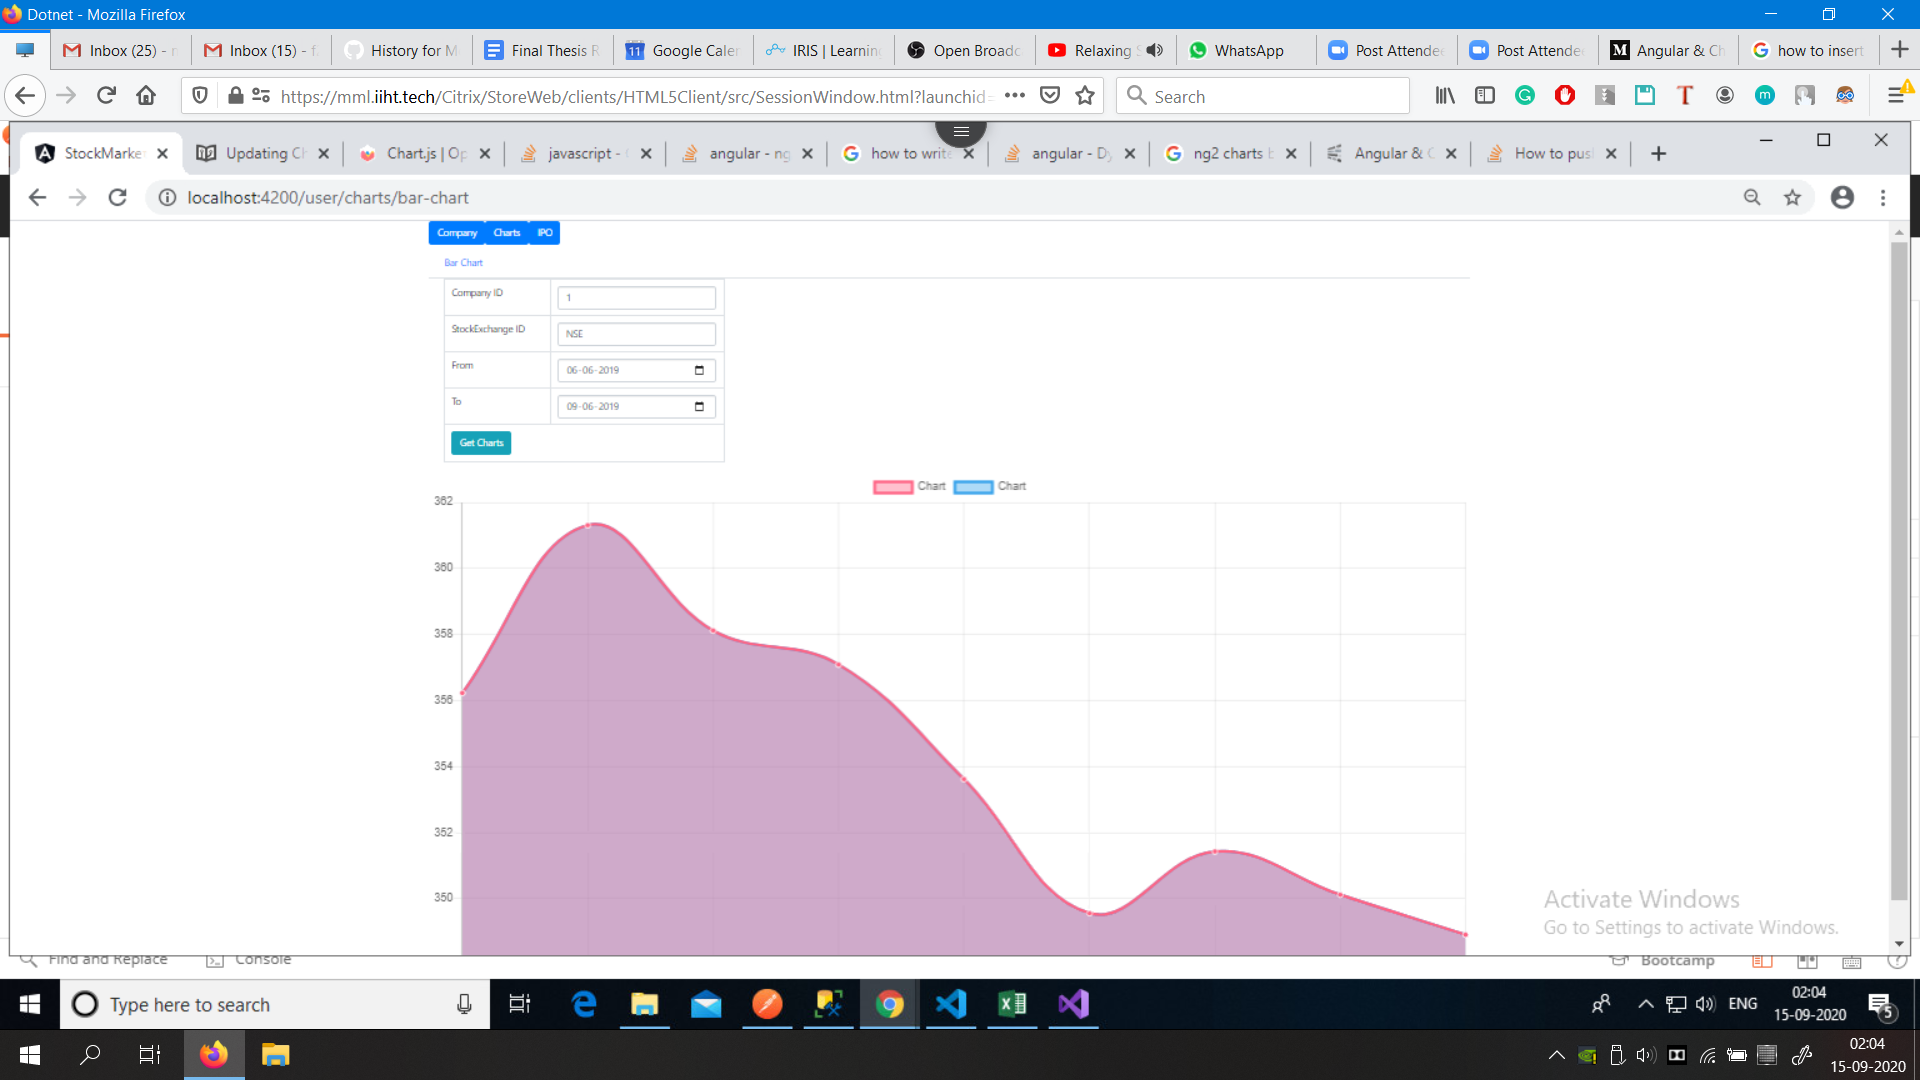 Dotnet - Mozilla Firefox
Inbox (25) - Inbox (15) - History for M Final Thesis R 11 Google Caler IRIS | Learnin Open Broadc Relaxing WhatsApp Post Attende Post Attende M Angular & Ch how to insert
https://mml.iiht.tech/Citrix/StoreWeb/clients/HTML5Client/src/SessionWindow.html?launchid= Search
StockMarke Updating Ch Chart.js | Op javascript - angular - ng how to write angular - Dy ng2 charts Angular & How to pus
localhost:4200/user/charts/bar-chart
Company Charts IPO
Bar Chart
Company ID 1
StockExchange ID NSE
From 06-06-2019
To 09-06-2019
Get Charts
Chart Chart
362
360
358
356
354
352
350
Activate Windows
Go to Settings to activate Windows.
Find and Replace Console Bootcamp
Type here to search ENG 02:04
15-09-2020 5
02:04
15-09-2020